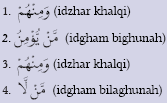 1. وَمِنْهُمْ (idzhar khalqi)
2. مَّنْ يُؤْمِنُ (idgham bighunah)
3. وَمِنْهُمْ (idzhar khalqi)
4. مَّنْ لَّا (idgham bilaghunah)